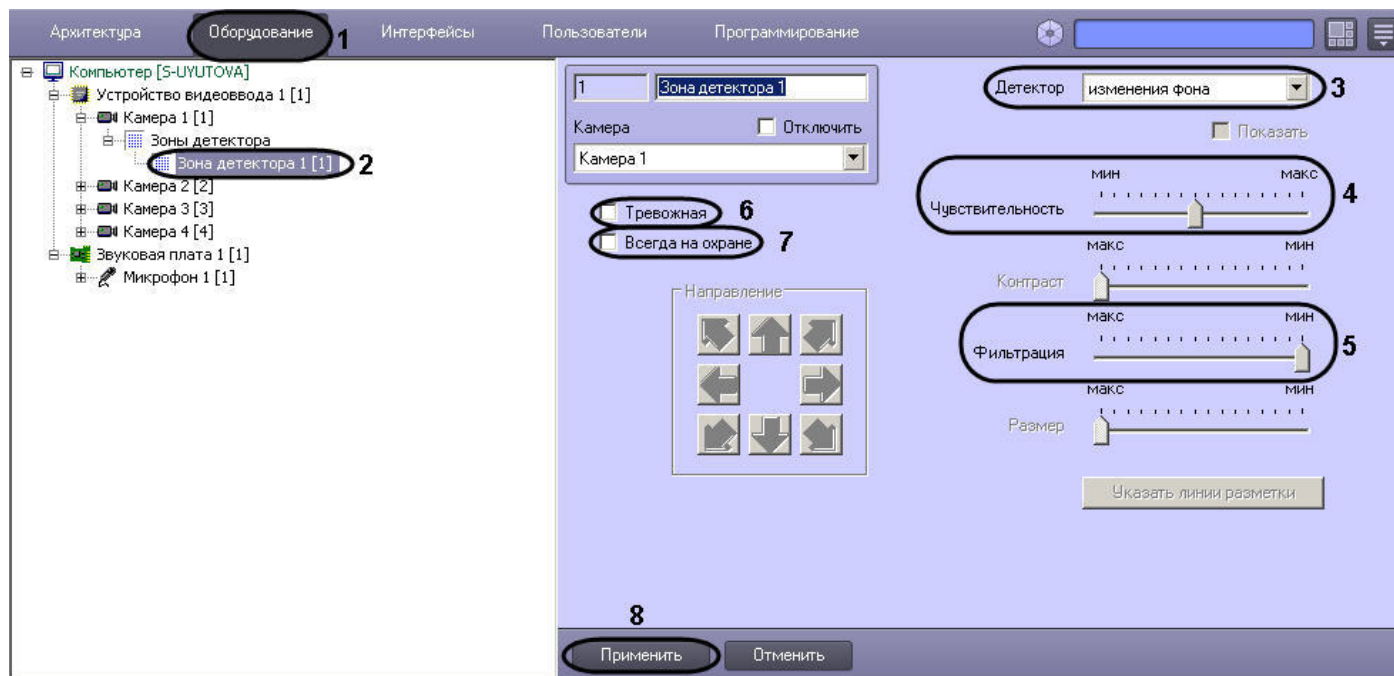 Архитектура Оборудование 1 Интерфейсы Пользователи Программирование
Компьютер [S-UYUTOVA]
Устройство видеоввода 1 [1]
Камера 1 [1]
Зоны детектора
Зона детектора 1 [1] 2
Камера 2 [2]
Камера 3 [3]
Камера 4 [4]
Звуковая плата 1 [1]
Микрофон 1 [1]
1 Зона детектора 1
Камера Отключить
Камера 1
Тревожная 6
Всегда на охране 7
Направление
Детектор изменения фона 3
Показать
мин макс
Чувствительность 4
макс мин
Контраст
макс мин
Фильтрация 5
макс мин
Размер
Указать линии разметки
8
Применить Отменить